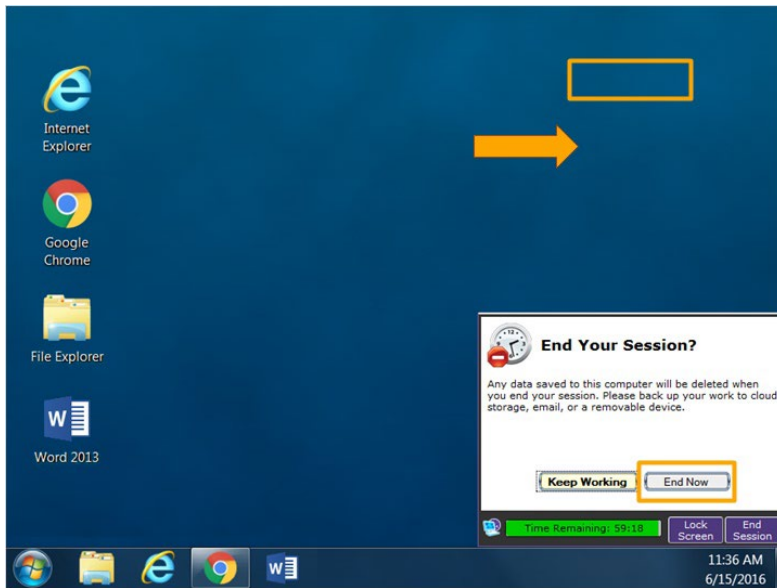 Internet
Explorer
Google
Chrome
File Explorer
Word 2013
End Your Session?
Any data saved to this computer will be deleted when
you end your session. Please back up your work to cloud
storage, email, or a removable device.
Keep Working
End Now
Time Remaining: 59:18
Lock
Screen
End
Session
11:36 AM
6/15/2016